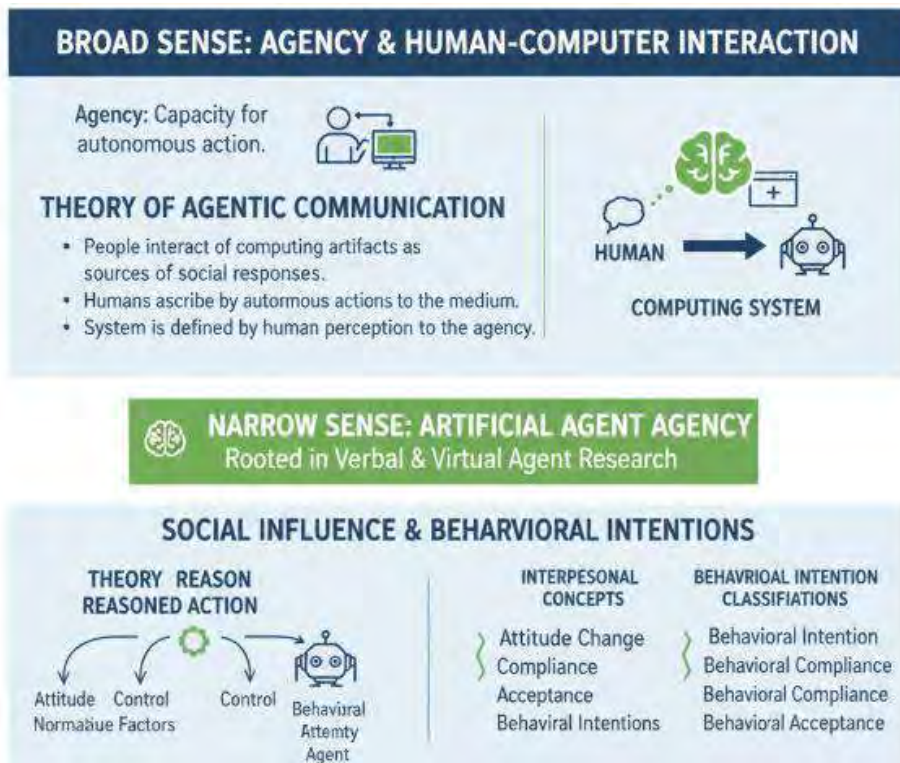 BROAD SENSE: AGENCY & HUMAN-COMPUTER INTERACTION
Agency: Capacity for
autonomous action.
THEORY OF AGENTIC COMMUNICATION
• People interact of computing artifacts as
sources of social responses.
• Humans ascribe by autormous actions to the medium.
• System is defined by human perception to the agency.
HUMAN
COMPUTING SYSTEM
NARROW SENSE: ARTIFICIAL AGENT AGENCY
Rooted in Verbal & Virtual Agent Research
SOCIAL INFLUENCE & BEHARVIORAL INTENTIONS
THEORY REASON
REASONED ACTION
Attitude Control
Normatiue Factors
Control
Behaviural
Attemty
Agent
INTERPESONAL
CONCEPTS
Attitude Change
Compliance
Acceptance
Behaviral Intentions
BEHAVRIOAL INTENTION
CLASSIFIATIONS
Behavioral Intention
Behavioral Compliance
Behavioral Compliance
Behavioral Acceptance